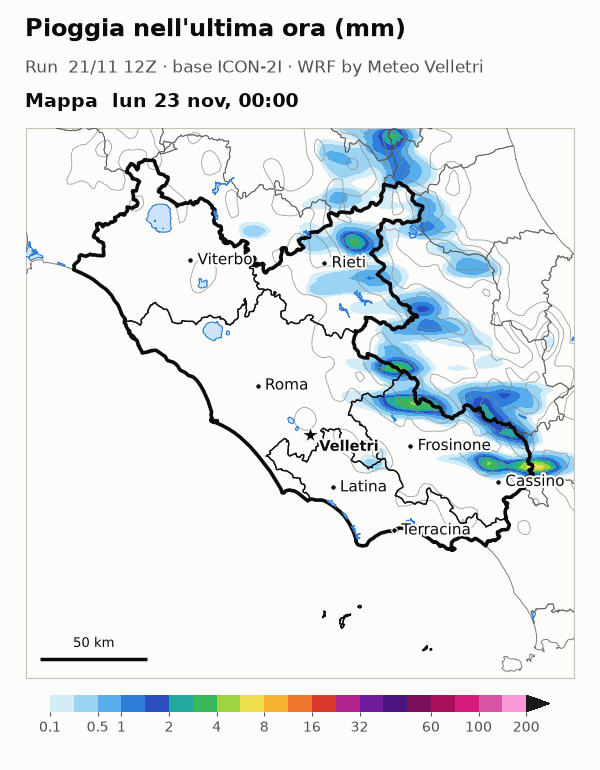 Pioggia nell'ultima ora (mm)
Run  21/11 12Z · base ICON-2I · WRF by Meteo Velletri
Mappa  lun 23 nov, 00:00
Viterbo
Rieti
Roma
Velletri
Frosinone
Latina
Cassino
Terracina
50 km
0.1 0.5 1 2 4 8 16 32 60 100 200